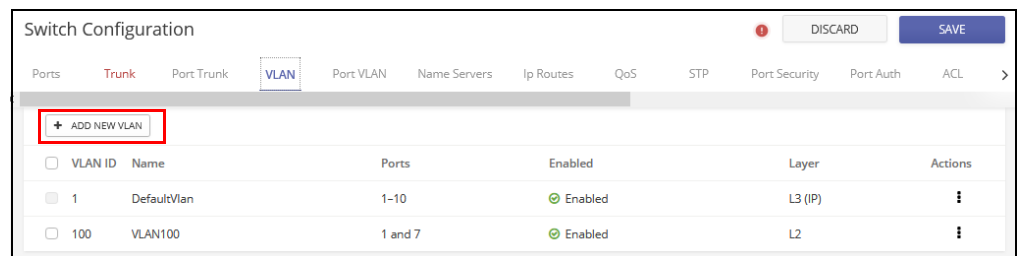 Switch Configuration DISCARD SAVE
Ports Trunk Port Trunk VLAN Port VLAN Name Servers Ip Routes QoS STP Port Security Port Auth ACL
+ ADD NEW VLAN
VLAN ID Name Ports Enabled Layer Actions
1 DefaultVlan 1–10 Enabled L3 (IP)
100 VLAN100 1 and 7 Enabled L2